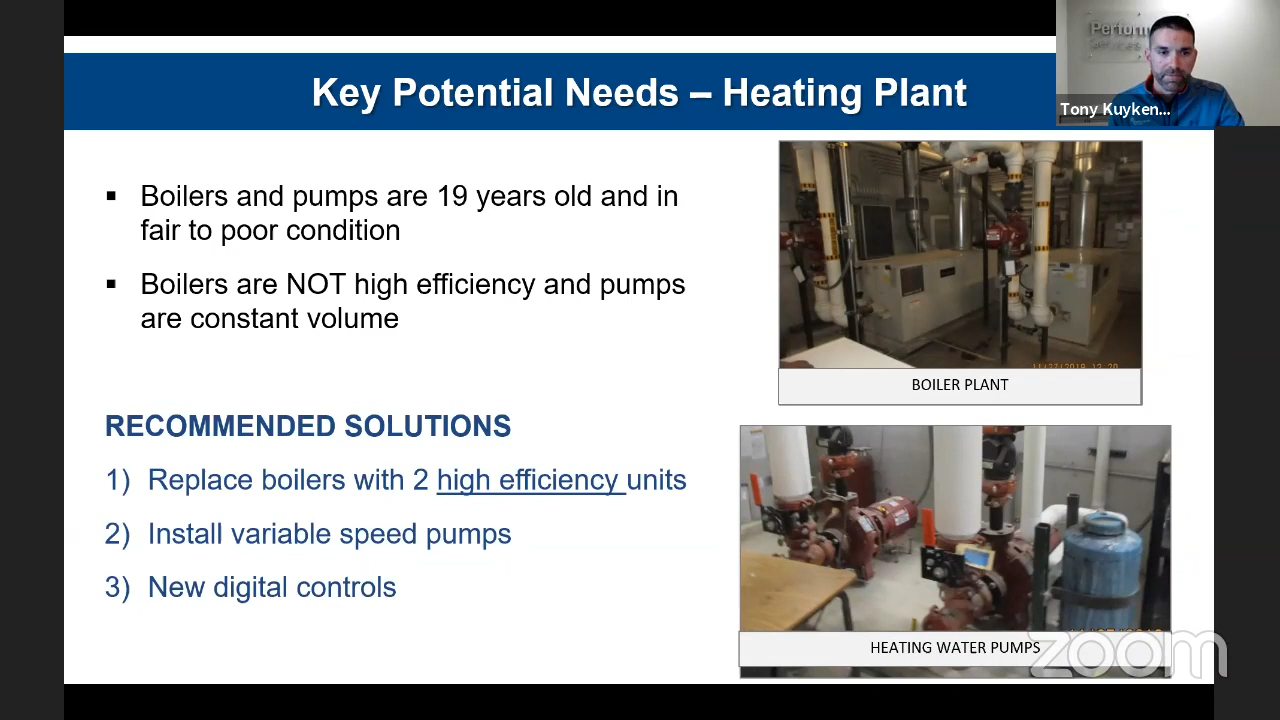 Key Potential Needs – Heating Plant
Tony Kuyken...
▪ Boilers and pumps are 19 years old and in
fair to poor condition
▪ Boilers are NOT high efficiency and pumps
are constant volume
BOILER PLANT
RECOMMENDED SOLUTIONS
1) Replace boilers with 2 high efficiency units
2) Install variable speed pumps
3) New digital controls
HEATING WATER PUMPS
zoom